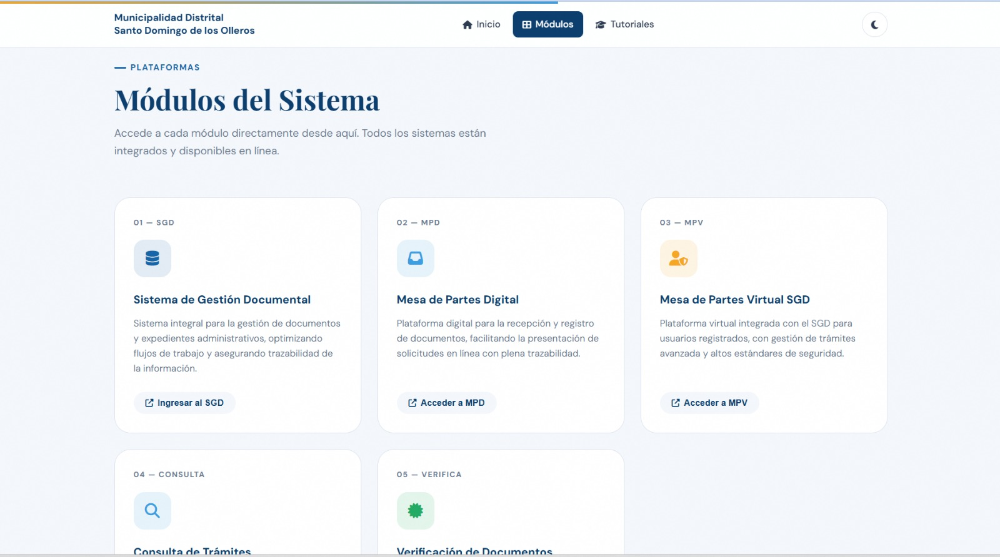 Municipalidad Distrital
Santo Domingo de los Olleros
Inicio
Módulos
Tutoriales
PLATAFORMAS
Módulos del Sistema
Accede a cada módulo directamente desde aquí. Todos los sistemas están
integrados y disponibles en línea.
01 — SGD
Sistema de Gestión Documental
Sistema integral para la gestión de documentos
y expedientes administrativos, optimizando
flujos de trabajo y asegurando trazabilidad de
la información.
Ingresar al SGD
02 — MPD
Mesa de Partes Digital
Plataforma digital para la recepción y registro
de documentos, facilitando la presentación de
solicitudes en línea con plena trazabilidad.
Acceder a MPD
03 — MPV
Mesa de Partes Virtual SGD
Plataforma virtual integrada con el SGD para
usuarios registrados, con gestión de trámites
avanzada y altos estándares de seguridad.
Acceder a MPV
04 — CONSULTA
Consulta de Trámites
05 — VERIFICA
Verificación de Documentos